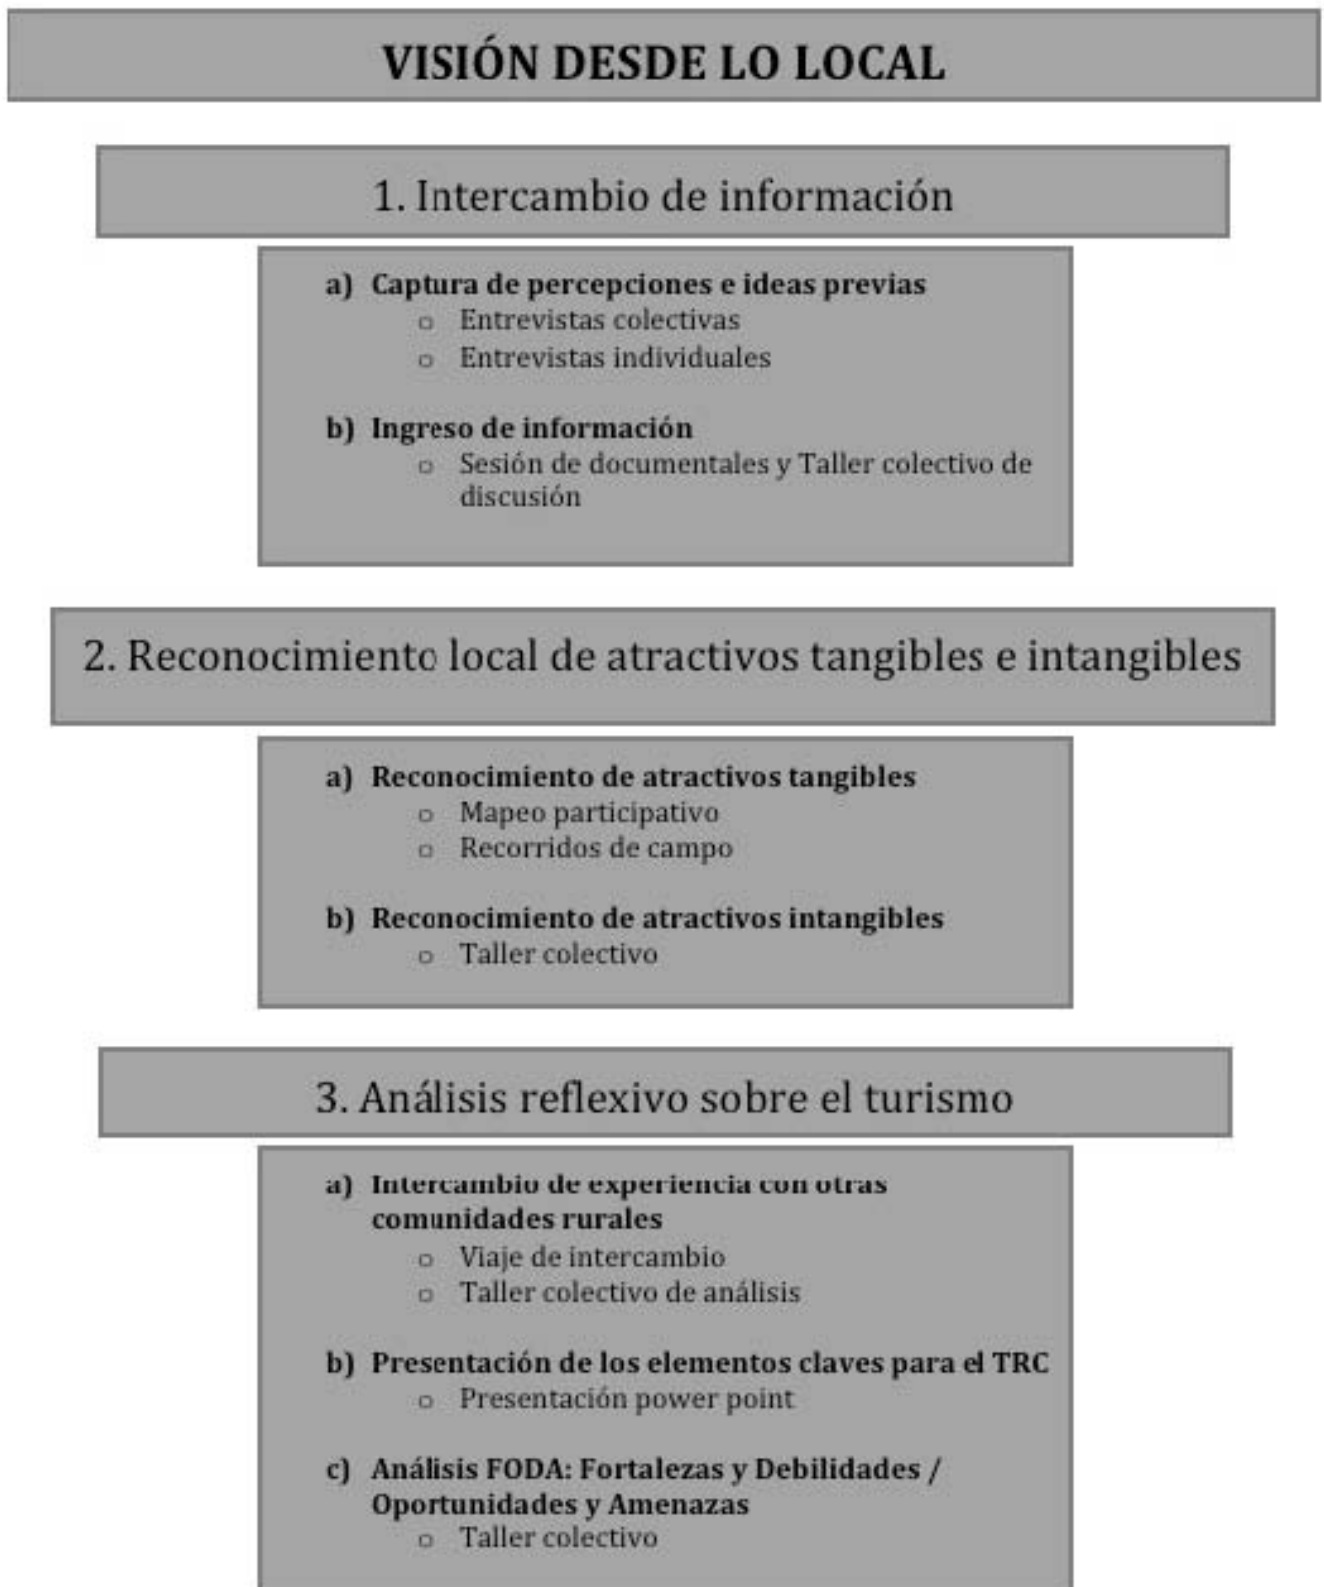 VISIÓN DESDE LO LOCAL
1. Intercambio de información
a) Captura de percepciones e ideas previas
o Entrevistas colectivas
o Entrevistas individuales
b) Ingreso de información
o Sesión de documentales y Taller colectivo de
discusión
2. Reconocimiento local de atractivos tangibles e intangibles
a) Reconocimiento de atractivos tangibles
o Mapeo participativo
o Recorridos de campo
b) Reconocimiento de atractivos intangibles
o Taller colectivo
3. Análisis reflexivo sobre el turismo
a) Intercambio de experiencia con otras
comunidades rurales
o Viaje de intercambio
o Taller colectivo de análisis
b) Presentación de los elementos claves para el TRC
o Presentación power point
c) Análisis FODA: Fortalezas y Debilidades /
Oportunidades y Amenazas
o Taller colectivo